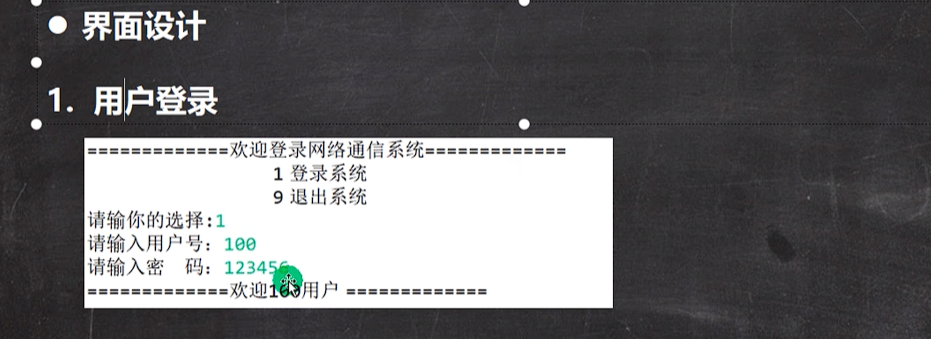 ● 界面设计
1. 用户登录
=============欢迎登录网络通信系统=============
1 登录系统
9 退出系统
请输你的选择:1
请输入用户号：100
请输入密　码：123456
=============欢迎100用户 =============